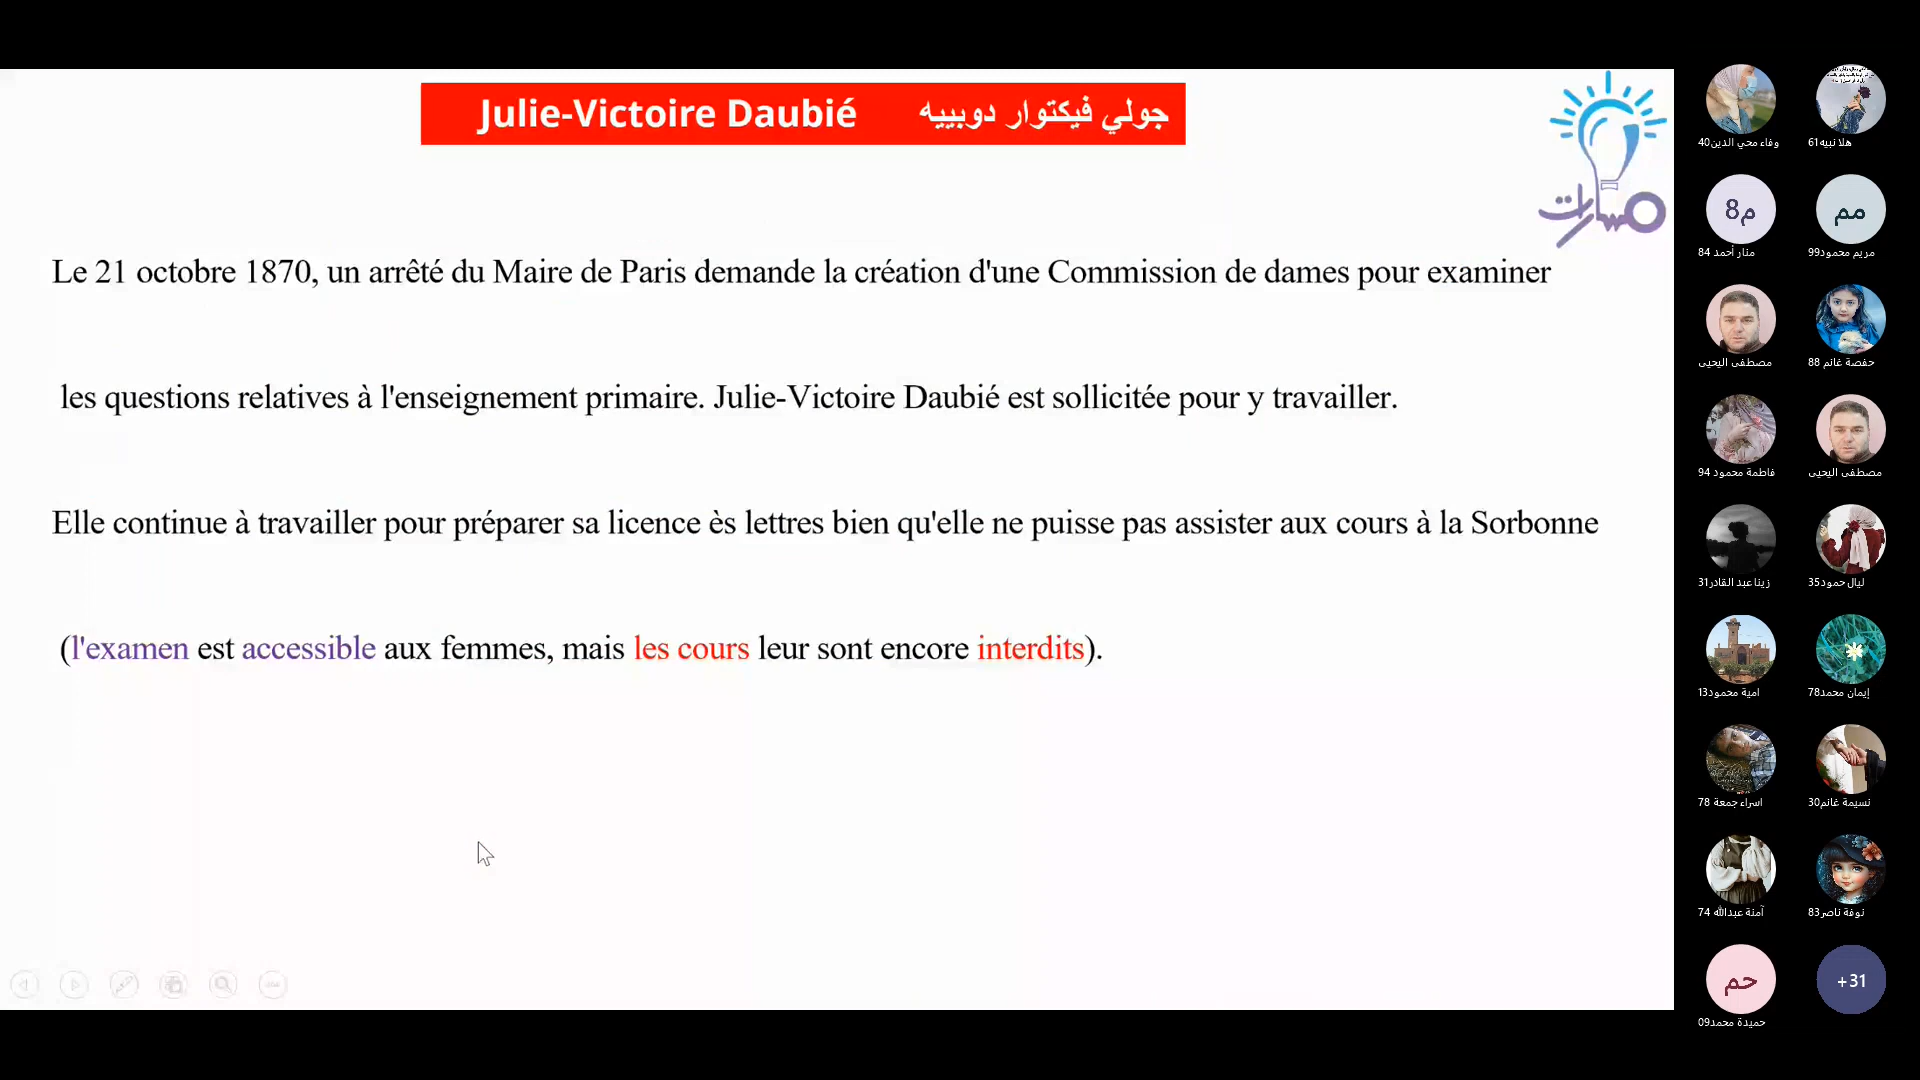 Julie-Victoire Daubié جولي فيكتوار دوبييه
مسارات
Le 21 octobre 1870, un arrêté du Maire de Paris demande la création d'une Commission de dames pour examiner
les questions relatives à l'enseignement primaire. Julie-Victoire Daubié est sollicitée pour y travailler.
Elle continue à travailler pour préparer sa licence ès lettres bien qu'elle ne puisse pas assister aux cours à la Sorbonne
(l'examen est accessible aux femmes, mais les cours leur sont encore interdits).
وفاء محي الدين40
هلا نبيه61
م8
مم
منار أحمد 84
مريم محمود99
مصطفى اليحيى
حفصة غانم 88
فاطمة محمود 94
مصطفى اليحيى
زينا عبد القادر31
ليال حمود35
امية محمود13
إيمان محمد78
اسراء جمعة 78
نسيمة غانم30
آمنة عبدالله 74
نوفة ناصر83
حم
+31
حميدة محمد09